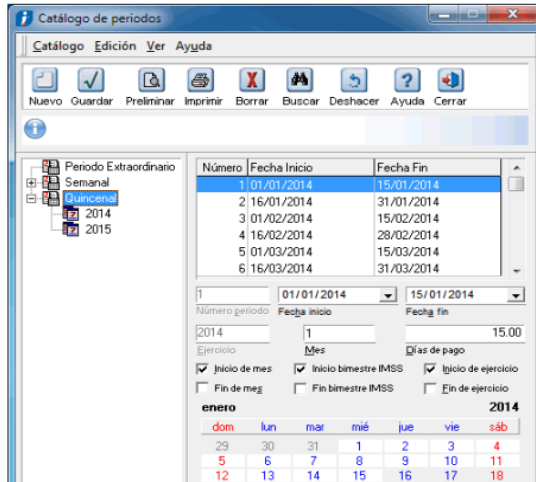 Catálogo de periodos
Catálogo Edición Ver Ayuda
Nuevo Guardar Preliminar Imprimir Borrar Buscar Deshacer Ayuda Cerrar
Periodo Extraordinario
Semanal
Quincenal
2014
2015
Número Fecha Inicio Fecha Fin
1 01/01/2014 15/01/2014
2 16/01/2014 31/01/2014
3 01/02/2014 15/02/2014
4 16/02/2014 28/02/2014
5 01/03/2014 15/03/2014
6 16/03/2014 31/03/2014
1 01/01/2014 15/01/2014
Número periodo Fecha inicio Fecha fin
2014 1 15.00
Ejercicio Mes Días de pago
Inicio de mes Inicio bimestre IMSS Inicio de ejercicio
Fin de mes Fin bimestre IMSS Fin de ejercicio
enero 2014
dom lun mar mié jue vie sáb
29 30 31 1 2 3 4
5 6 7 8 9 10 11
12 13 14 15 16 17 18